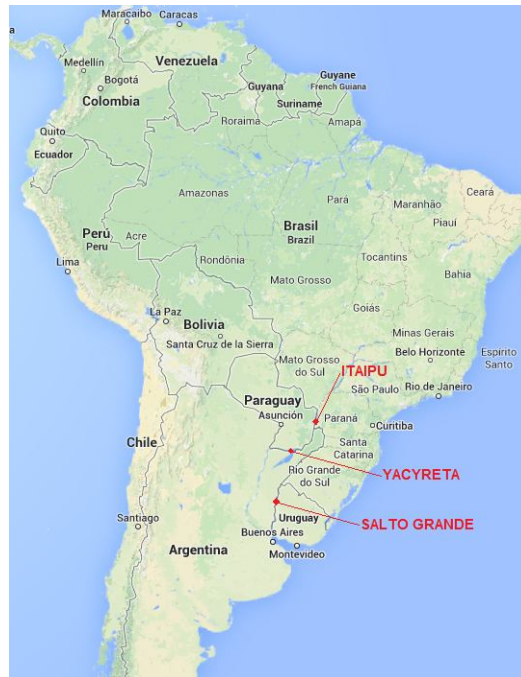 Maracaibo
Caracas
Medellín
Venezuela
Bogotá
Colombia
Guyana
Guyane
French Guiana
Suriname
Roraima
Amapá
Quito
Ecuador
Amazonas
Pará
Maranhão
Ceará
Piauí
Perú
Peru
Acre
Brasil
Brazil
Tocantins
Rondônia
Lima
Mato Grosso
Bahia
La Paz
Bolivia
Santa Cruz de la Sierra
Goiás
Minas Gerais
Belo Horizonte
Espirito
Santo
Mato Grosso
do Sul
ITAIPU
São Paulo
Rio de Janeiro
Paraguay
Asunción
Paraná
Curitiba
Chile
Santa
Catarina
Rio Grande
do Sul
YACYRETA
SALTO GRANDE
Santiago
Uruguay
Buenos Aires
Montevideo
Argentina